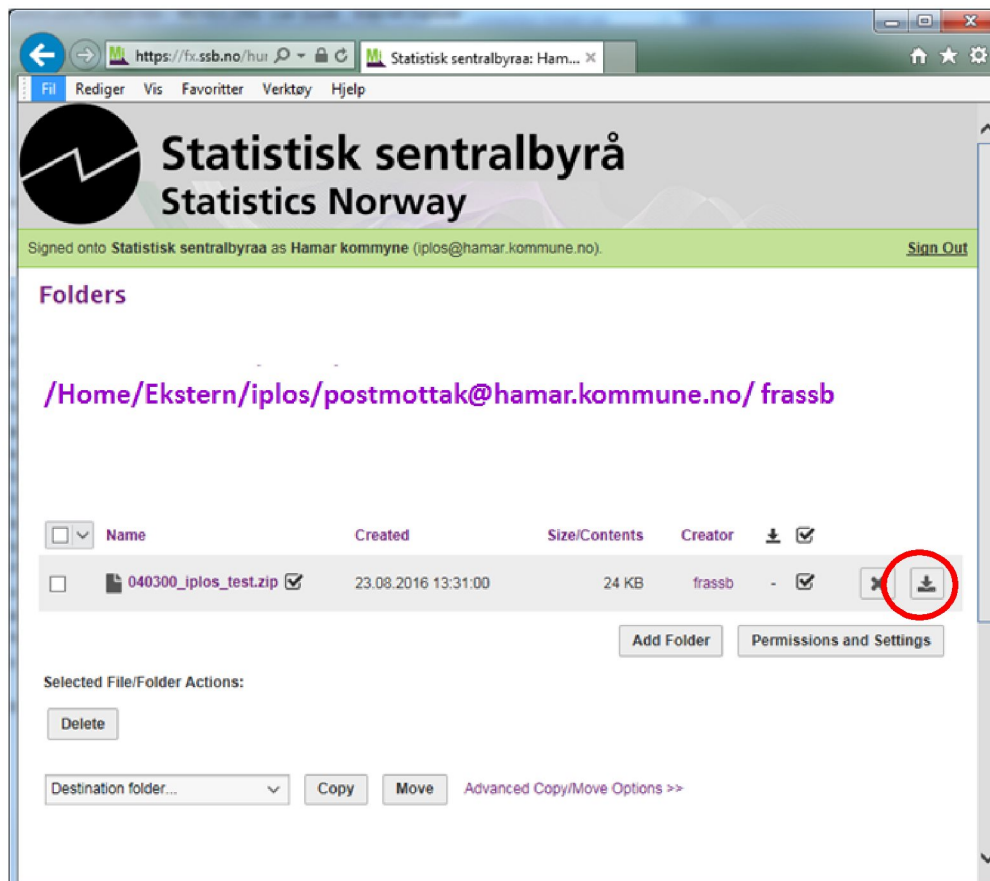 https://fx.ssb.no/hur
Statistisk sentralbyraa: Ham...
Fil Rediger Vis Favoritter Verktøy Hjelp
Statistisk sentralbyrå
Statistics Norway
Signed onto Statistisk sentralbyraa as Hamar kommyne (iplos@hamar.kommune.no). Sign Out
Folders
/Home/Ekstern/iplos/postmottak@hamar.kommune.no/ frassb
Name Created Size/Contents Creator
040300_iplos_test.zip 23.08.2016 13:31:00 24 KB frassb -
Add Folder Permissions and Settings
Selected File/Folder Actions:
Delete
Destination folder... Copy Move Advanced Copy/Move Options >>